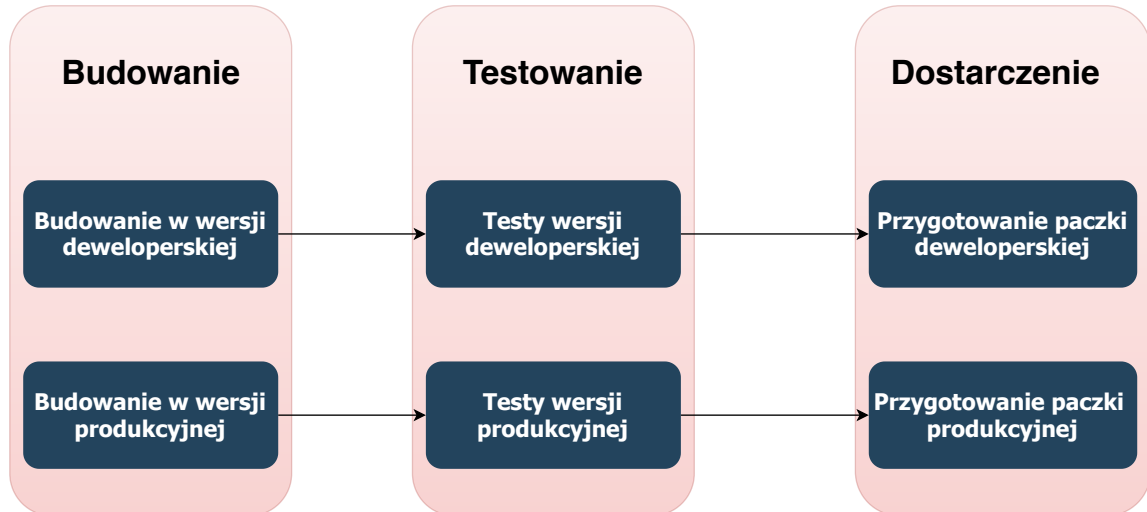 Budowanie
Testowanie
Dostarczenie
Budowanie w wersji
deweloperskiej
Testy wersji
deweloperskiej
Przygotowanie paczki
deweloperskiej
Budowanie w wersji
produkcyjnej
Testy wersji
produkcyjnej
Przygotowanie paczki
produkcyjnej